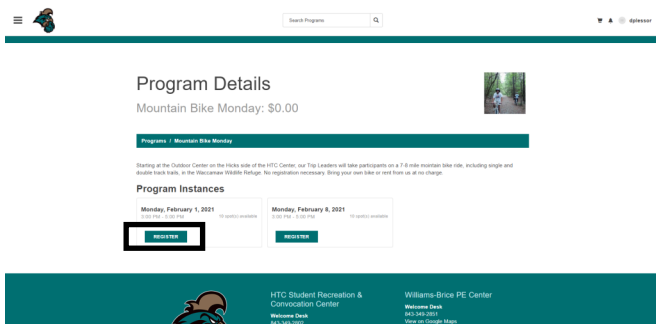 Search Programs
dplessor
Program Details
Mountain Bike Monday: $0.00
Programs / Mountain Bike Monday
Starting at the Outdoor Center on the Hicks side of the HTC Center, our Trip Leaders will take participants on a 7-8 mile mountain bike ride, including single and
double track trails, in the Waccamaw Wildlife Refuge. No registration necessary. Bring your own bike or rent from us at no charge.
Program Instances
Monday, February 1, 2021
3:00 PM - 5:00 PM
10 spot(s) available
REGISTER
Monday, February 8, 2021
3:00 PM - 5:00 PM
10 spot(s) available
REGISTER
HTC Student Recreation &
Convocation Center
Welcome Desk
843-349-2802
Williams-Brice PE Center
Welcome Desk
843-349-2851
View on Google Maps